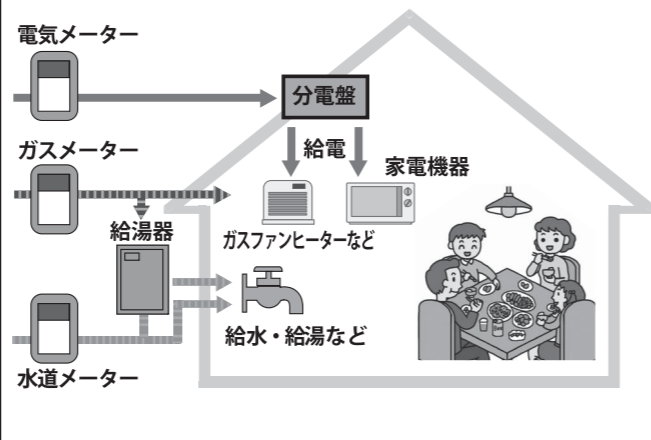 電気メーター
分電盤
ガスメーター
給電
家電機器
給湯器
ガスファンヒーターなど
給水・給湯など
水道メーター